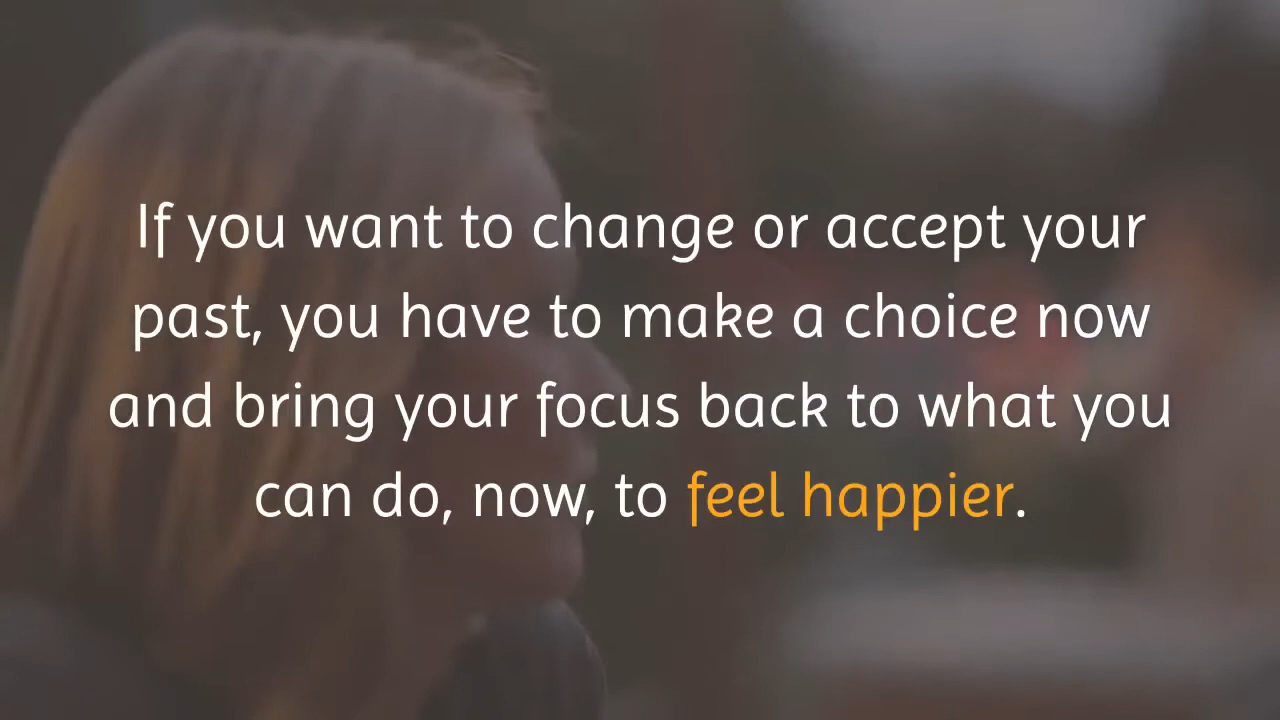 If you want to change or accept your
past, you have to make a choice now
and bring your focus back to what you
can do, now, to feel happier.